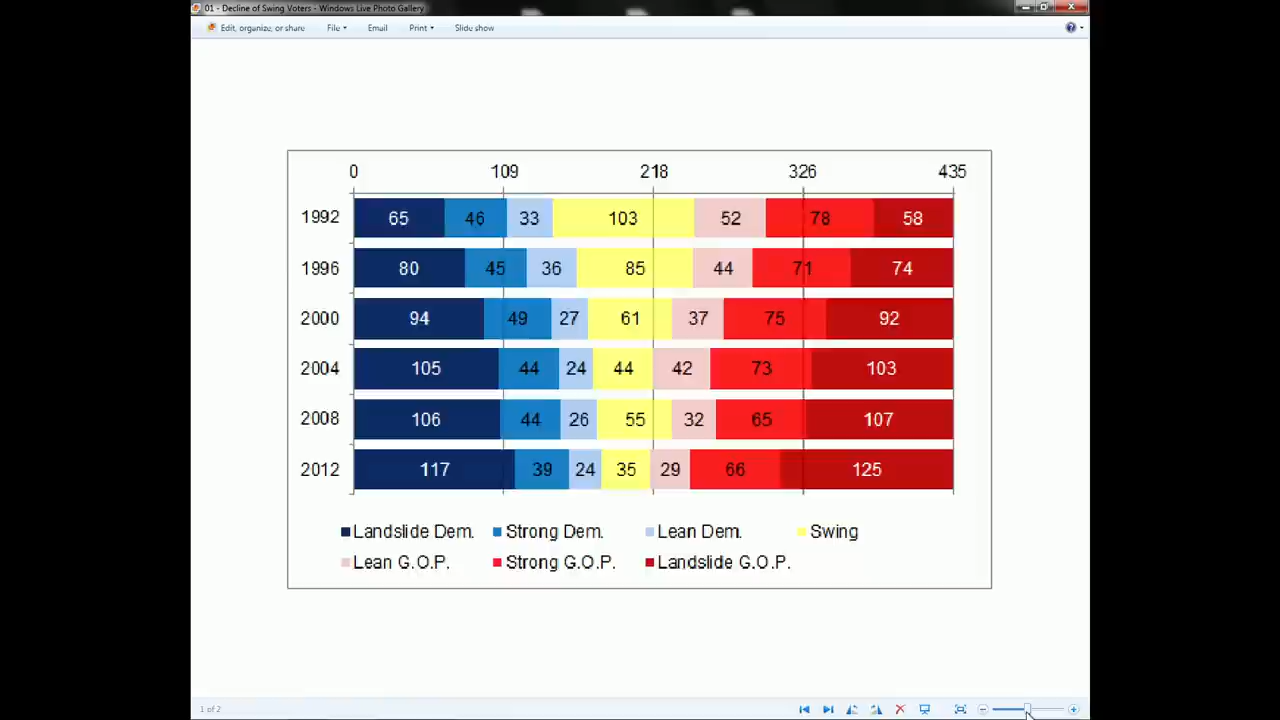 01 - Decline of Swing Voters - Windows Live Photo Gallery
Edit, organize, or share File Email Print Slide show
0 109 218 326 435
1992 65 46 33 103 52 78 58
1996 80 45 36 85 44 71 74
2000 94 49 27 61 37 75 92
2004 105 44 24 44 42 73 103
2008 106 44 26 55 32 65 107
2012 117 39 24 35 29 66 125
Landslide Dem. Strong Dem. Lean Dem. Swing
Lean G.O.P. Strong G.O.P. Landslide G.O.P.
1 of 2